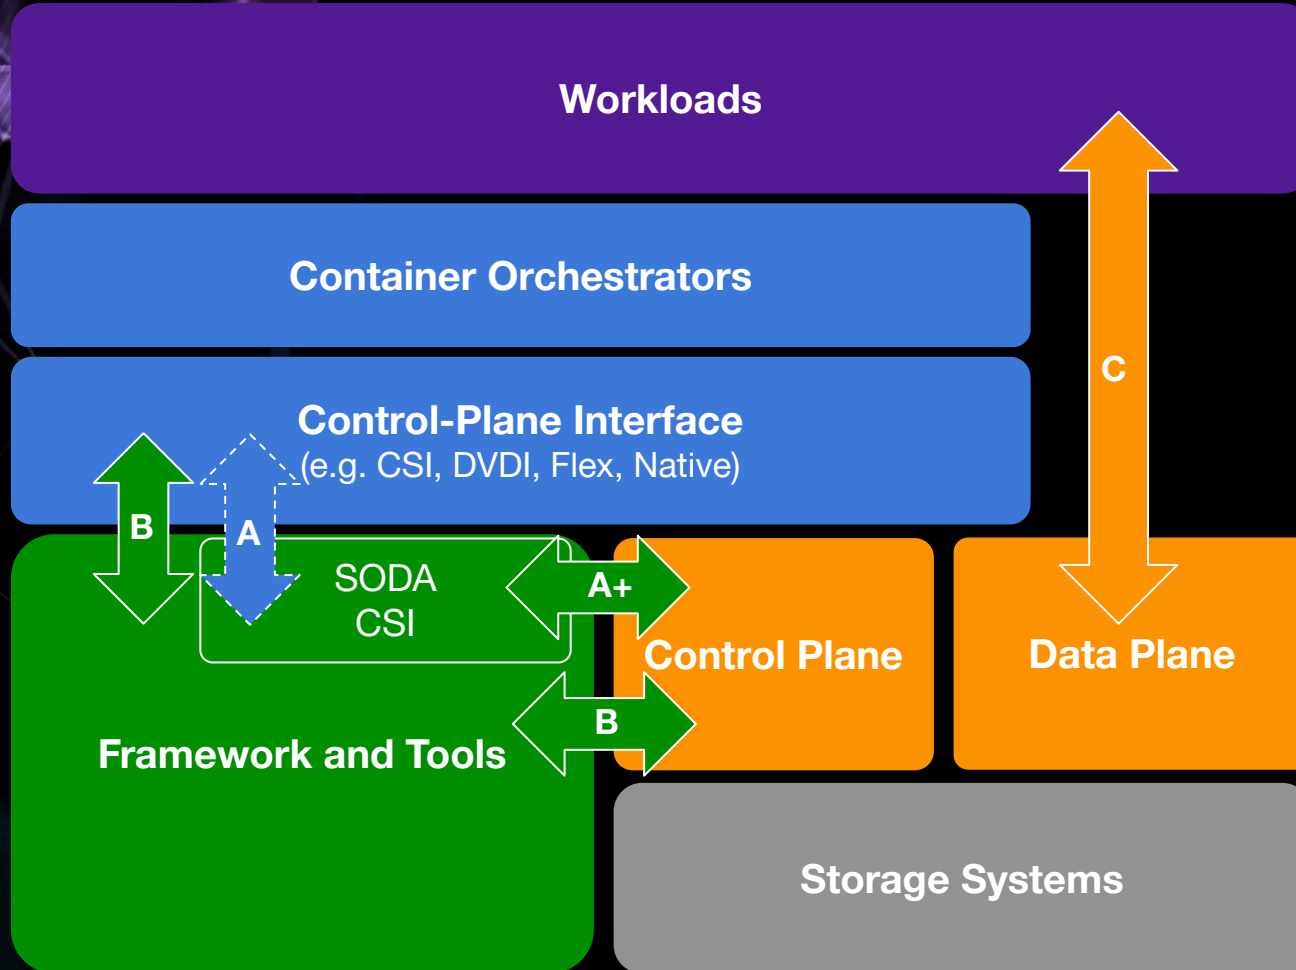 Workloads
Container Orchestrators
C
Control-Plane Interface
(e.g. CSI, DVDI, Flex, Native)
B
A
SODA
CSI
A+
Control Plane
Data Plane
B
Framework and Tools
Storage Systems